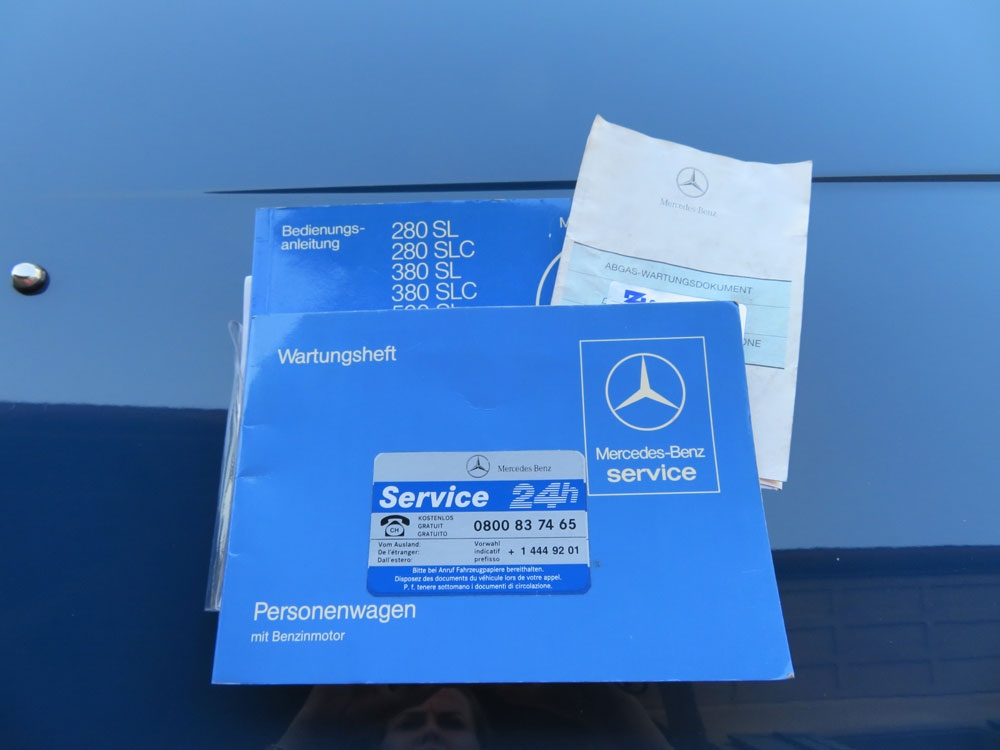 Bedienungs-
anleitung
280 SL
280 SLC
380 SL
380 SLC
Mercedes-Benz
ABGAS-WARTUNGSDOKUMENT
Wartungsheft
Mercedes-Benz
service
Mercedes Benz
Service 24h
CH
KOSTENLOS
GRATUIT
GRATUITO
0800 83 74 65
Vom Ausland:
De l'étranger:
Dall'estero:
Vorwahl
indicatif
prefisso
+ 1 444 92 01
Bitte bei Anruf Fahrzeugpapiere bereithalten.
Disposez des documents du véhicule lors de votre appel.
P. f. tenere sottomano i documenti di circolazione.
Personenwagen
mit Benzinmotor